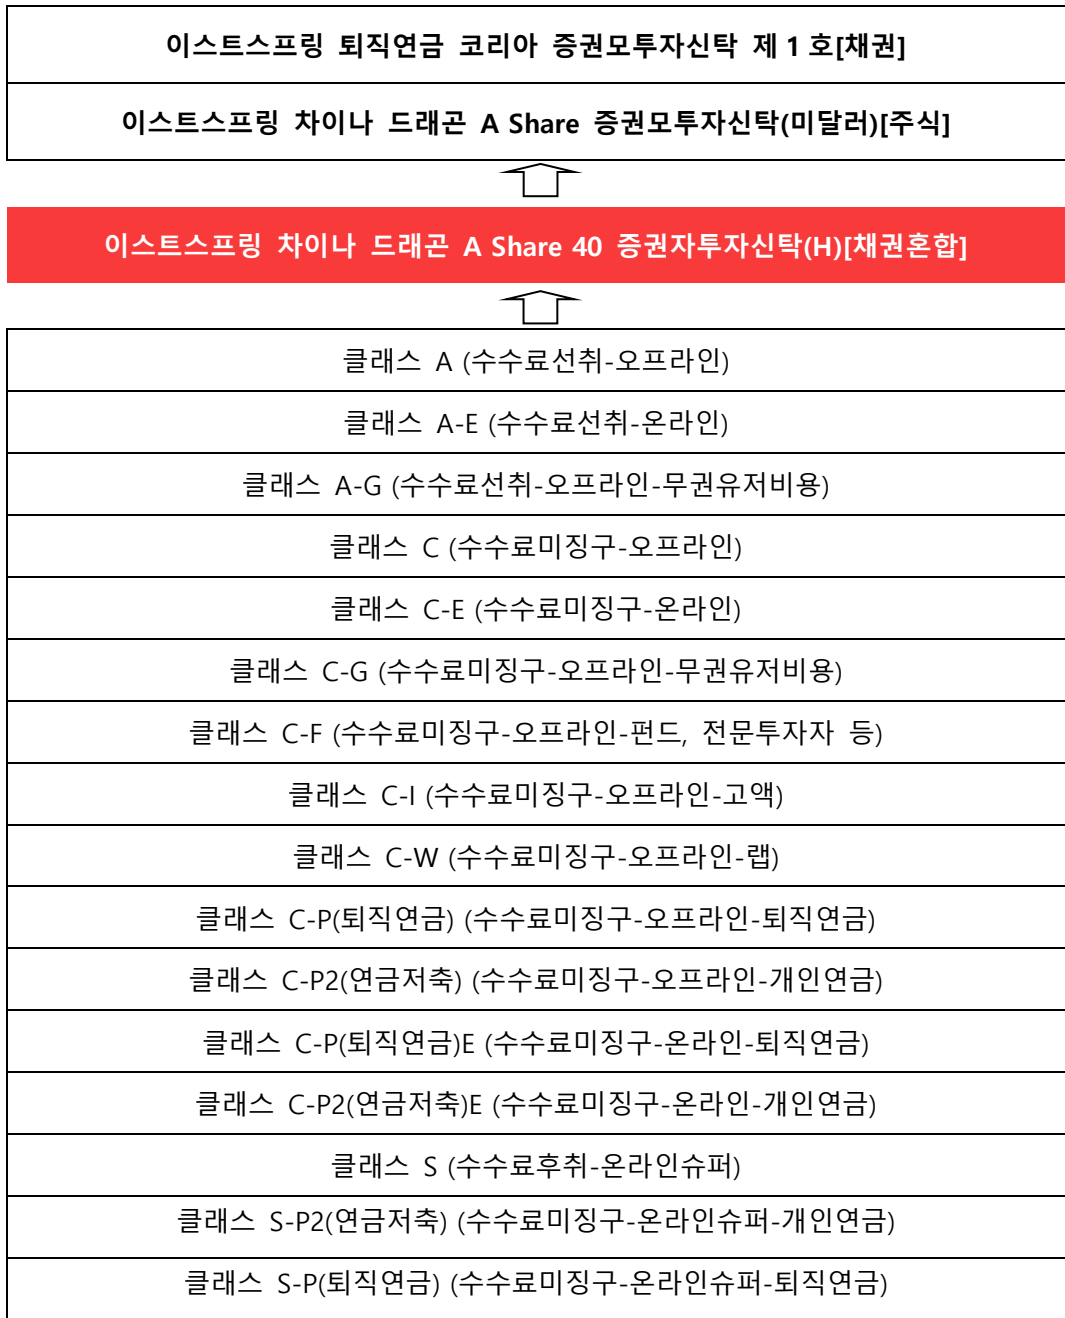 이스트스프링 퇴직연금 코리아 증권모투자신탁 제 1 호[채권]
이스트스프링 차이나 드래곤 A Share 증권모투자신탁(미달러)[주식]
이스트스프링 차이나 드래곤 A Share 40 증권자투자신탁(H)[채권혼합]
클래스 A (수수료선취-오프라인)
클래스 A-E (수수료선취-온라인)
클래스 A-G (수수료선취-오프라인-무권유저비용)
클래스 C (수수료미징구-오프라인)
클래스 C-E (수수료미징구-온라인)
클래스 C-G (수수료미징구-오프라인-무권유저비용)
클래스 C-F (수수료미징구-오프라인-펀드, 전문투자자 등)
클래스 C-I (수수료미징구-오프라인-고액)
클래스 C-W (수수료미징구-오프라인-랩)
클래스 C-P(퇴직연금) (수수료미징구-오프라인-퇴직연금)
클래스 C-P2(연금저축) (수수료미징구-오프라인-개인연금)
클래스 C-P(퇴직연금)E (수수료미징구-온라인-퇴직연금)
클래스 C-P2(연금저축)E (수수료미징구-온라인-개인연금)
클래스 S (수수료후취-온라인슈퍼)
클래스 S-P2(연금저축) (수수료미징구-온라인슈퍼-개인연금)
클래스 S-P(퇴직연금) (수수료미징구-온라인슈퍼-퇴직연금)